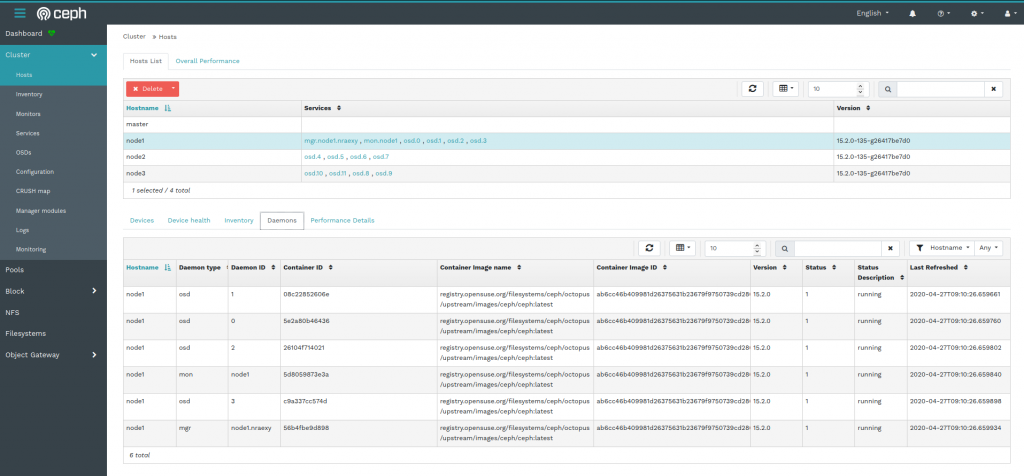 ceph
English
Dashboard
Cluster
Hosts
Inventory
Monitors
Services
OSDs
Configuration
CRUSH map
Manager modules
Logs
Monitoring
Pools
Block
NFS
Filesystems
Object Gateway
Cluster » Hosts
Hosts List Overall Performance
Delete 10
Hostname Services Version
master
node1 mgr.node1.nraexy , mon.node1 , osd.0 , osd.1 , osd.2 , osd.3 15.2.0-135-g26417be7d0
node2 osd.4 , osd.5 , osd.6 , osd.7 15.2.0-135-g26417be7d0
node3 osd.10 , osd.11 , osd.8 , osd.9 15.2.0-135-g26417be7d0
1 selected / 4 total
Devices Device health Inventory Daemons Performance Details
10 Hostname Any
Hostname Daemon type Daemon ID Container ID Container Image name Container Image ID Version Status Status Description Last Refreshed
node1 osd 1 08c22852606e registry.opensuse.org/filesystems/ceph/octopus ab6cc46b409981d26375631b23679f9750739cd28 15.2.0 1 running 2020-04-27T09:10:26.659661
/upstream/images/ceph/ceph:latest
node1 osd 0 5e2a80b46436 registry.opensuse.org/filesystems/ceph/octopus ab6cc46b409981d26375631b23679f9750739cd28 15.2.0 1 running 2020-04-27T09:10:26.659760
/upstream/images/ceph/ceph:latest
node1 osd 2 26104f714021 registry.opensuse.org/filesystems/ceph/octopus ab6cc46b409981d26375631b23679f9750739cd28 15.2.0 1 running 2020-04-27T09:10:26.659802
/upstream/images/ceph/ceph:latest
node1 mon node1 5d8059873e3a registry.opensuse.org/filesystems/ceph/octopus ab6cc46b409981d26375631b23679f9750739cd28 15.2.0 1 running 2020-04-27T09:10:26.659840
/upstream/images/ceph/ceph:latest
node1 osd 3 c9a337cc574d registry.opensuse.org/filesystems/ceph/octopus ab6cc46b409981d26375631b23679f9750739cd28 15.2.0 1 running 2020-04-27T09:10:26.659898
/upstream/images/ceph/ceph:latest
node1 mgr node1.nraexy 56b4fbe9d898 registry.opensuse.org/filesystems/ceph/octopus ab6cc46b409981d26375631b23679f9750739cd28 15.2.0 1 running 2020-04-27T09:10:26.659934
/upstream/images/ceph/ceph:latest
6 total